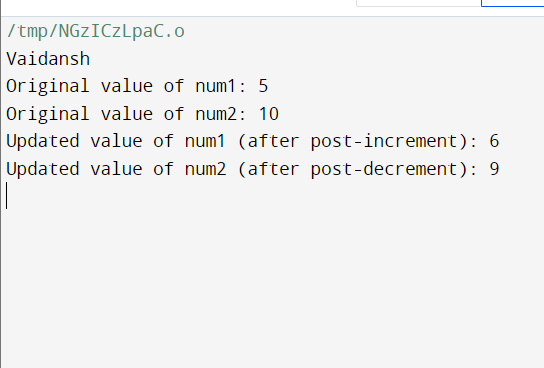 /tmp/NGzICzLpaC.o
Vaidansh
Original value of num1: 5
Original value of num2: 10
Updated value of num1 (after post-increment): 6
Updated value of num2 (after post-decrement): 9